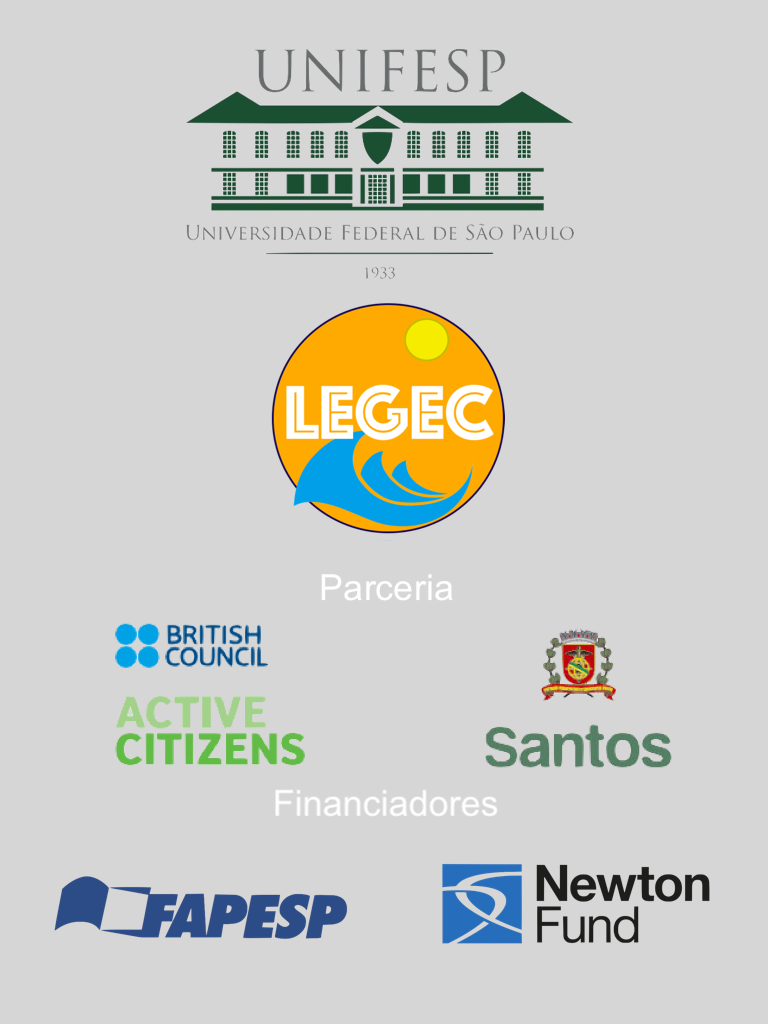 UNIFESP
UNIVERSIDADE FEDERAL DE SÃO PAULO
1933
LEGEC
Parceria
BRITISH
COUNCIL
ACTIVE
CITIZENS
Santos
Financiadores
FAPESP
Newton
Fund